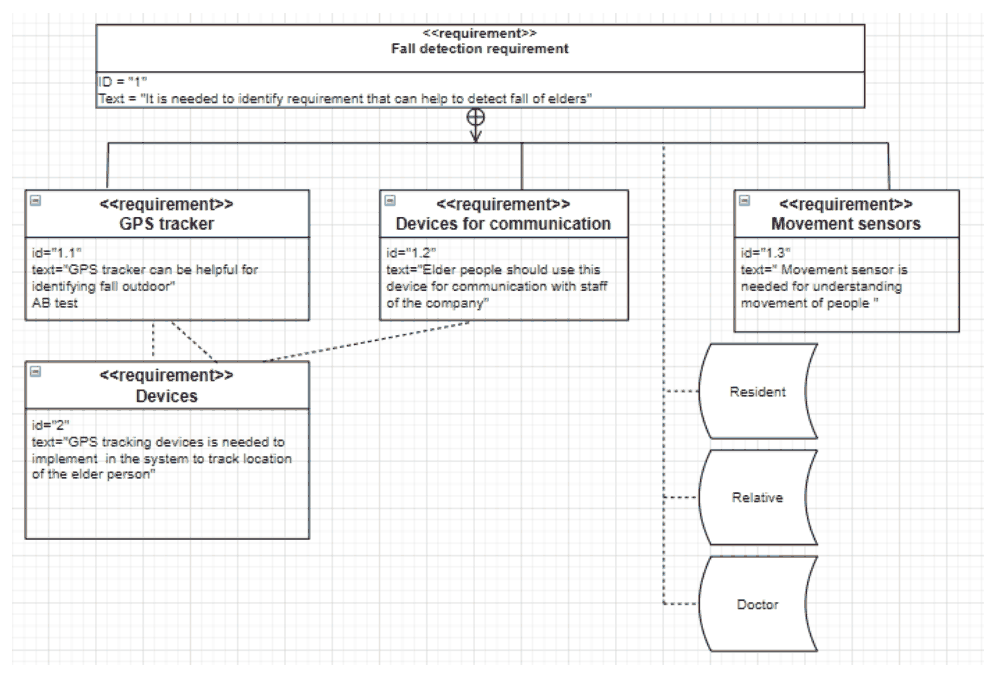 <<requirement>>
Fall detection requirement
ID = "1"
Text = "It is needed to identify requirement that can help to detect fall of elders"
<<requirement>>
GPS tracker
id="1.1"
text="GPS tracker can be helpful for
identifying fall outdoor"
AB test
<<requirement>>
Devices for communication
id="1.2"
text="Elder people should use this
device for communication with staff
of the company"
<<requirement>>
Movement sensors
id="1.3"
text=" Movement sensor is
needed for understanding
movement of people "
<<requirement>>
Devices
id="2"
text="GPS tracking devices is needed to
implement  in the system to track location
of the elder person"
Resident
Relative
Doctor